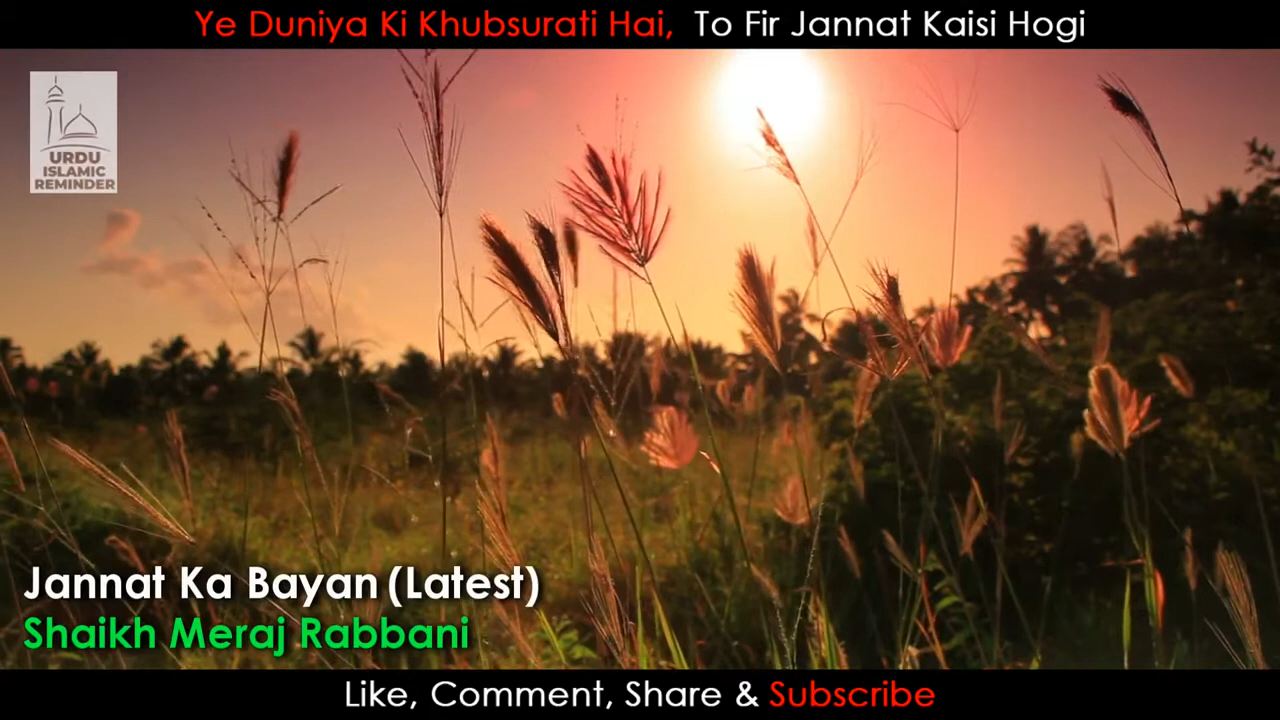 Ye Duniya Ki Khubsurati Hai, To Fir Jannat Kaisi Hogi
URDU
ISLAMIC
REMINDER
Jannat Ka Bayan (Latest)
Shaikh Meraj Rabbani
Like, Comment, Share & Subscribe